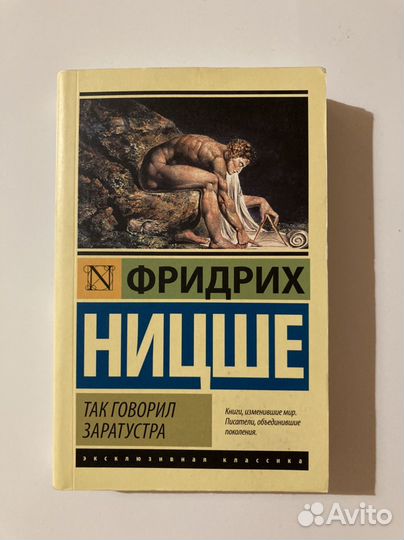 N ФРИДРИХ
НИЦШЕ
ТАК ГОВОРИЛ
ЗАРАТУСТРА
Книги, изменившие мир.
Писатели, объединившие
поколения.
эксклюзивная классика
Avito